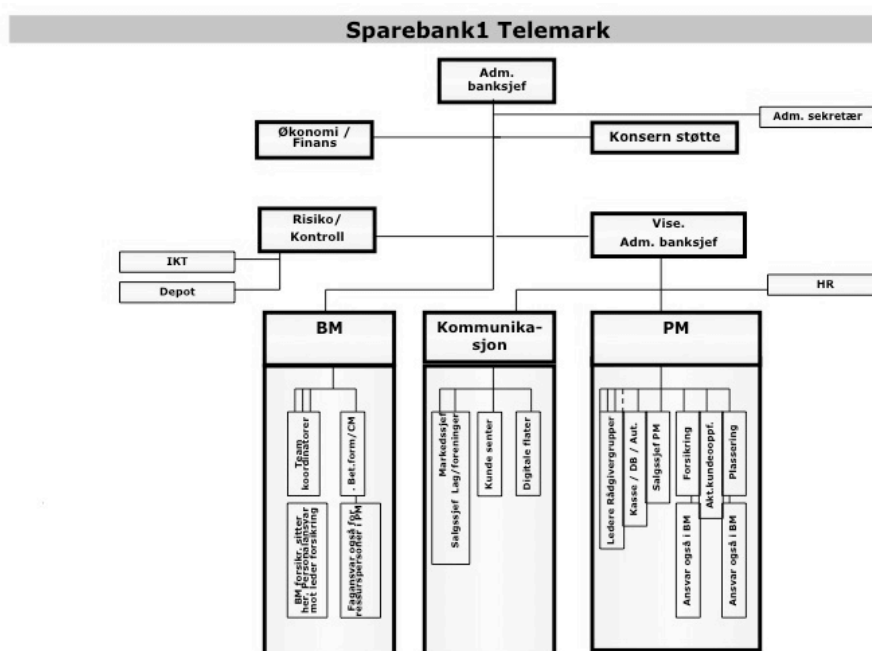 Sparebank1 Telemark
Adm.
banksjef
Adm. sekretær
Økonomi /
Finans
Konsern støtte
Risiko/
Kontroll
Vise.
Adm. banksjef
IKT
Depot
HR
BM
Kommunika-
sjon
PM
Team
koordinatorer
. Bet.form/CM
BM forsikr. sitter
her. Personalansvar
mot leder forsikring
Fagansvar også for
ressurspersoner i PM
Markedssjef
Salgssjef Lag/foreninger
Kunde senter
Digitale flater
Ledere Rådgivergrupper
Kasse / DB / Aut.
Salgssjef PM
Forsikring
Akt.kundeooppf.
Plassering
Ansvar også i BM
Ansvar også i BM